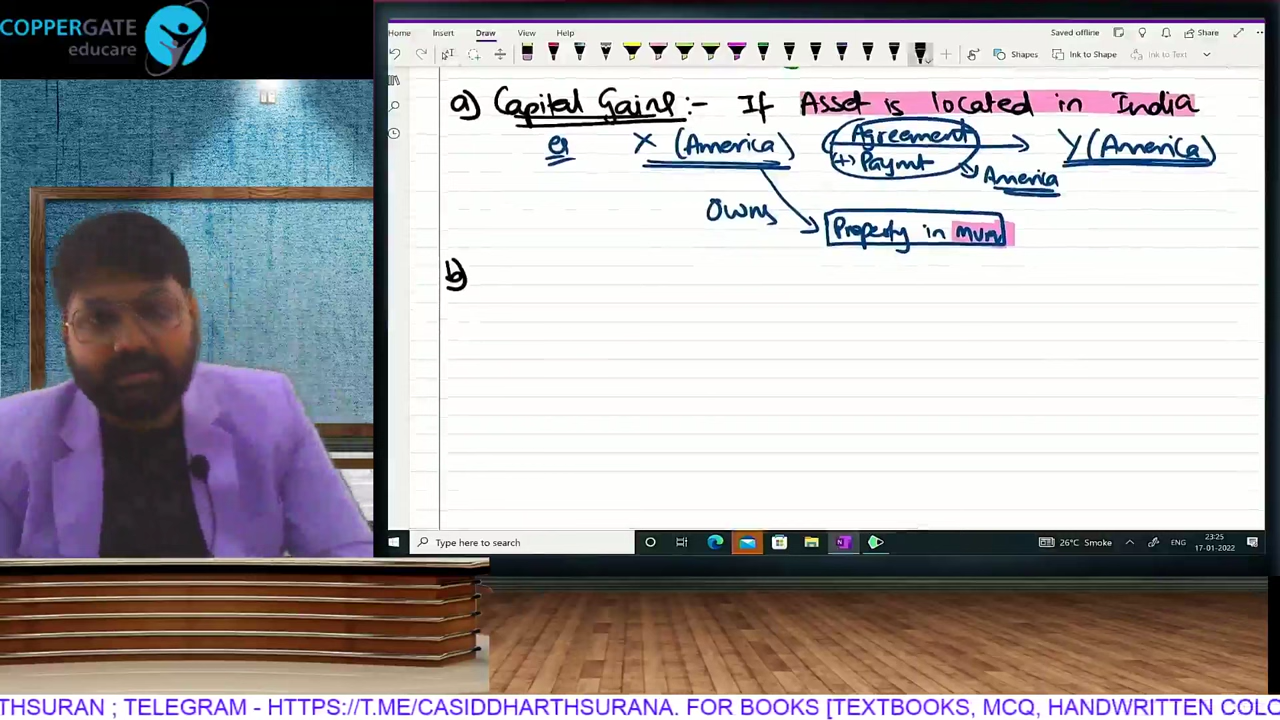 COPPERGATE
educare
Home Insert Draw View Help
Saved offline
Share
Shapes
Ink to Shape
Ink to Text
a) Capital Gains :- If Asset is located in India
eg X (America) Agreement Y (America)
(+) Paymt
America
Owns
Property in Mum
b)
Type here to search
26°C Smoke
ENG
23:25
17-01-2022
THSURAN ; TELEGRAM - HTTPS://T.ME/CASIDDHARTHSURANA. FOR BOOKS [TEXTBOOKS, MCQ, HANDWRITTEN COLO